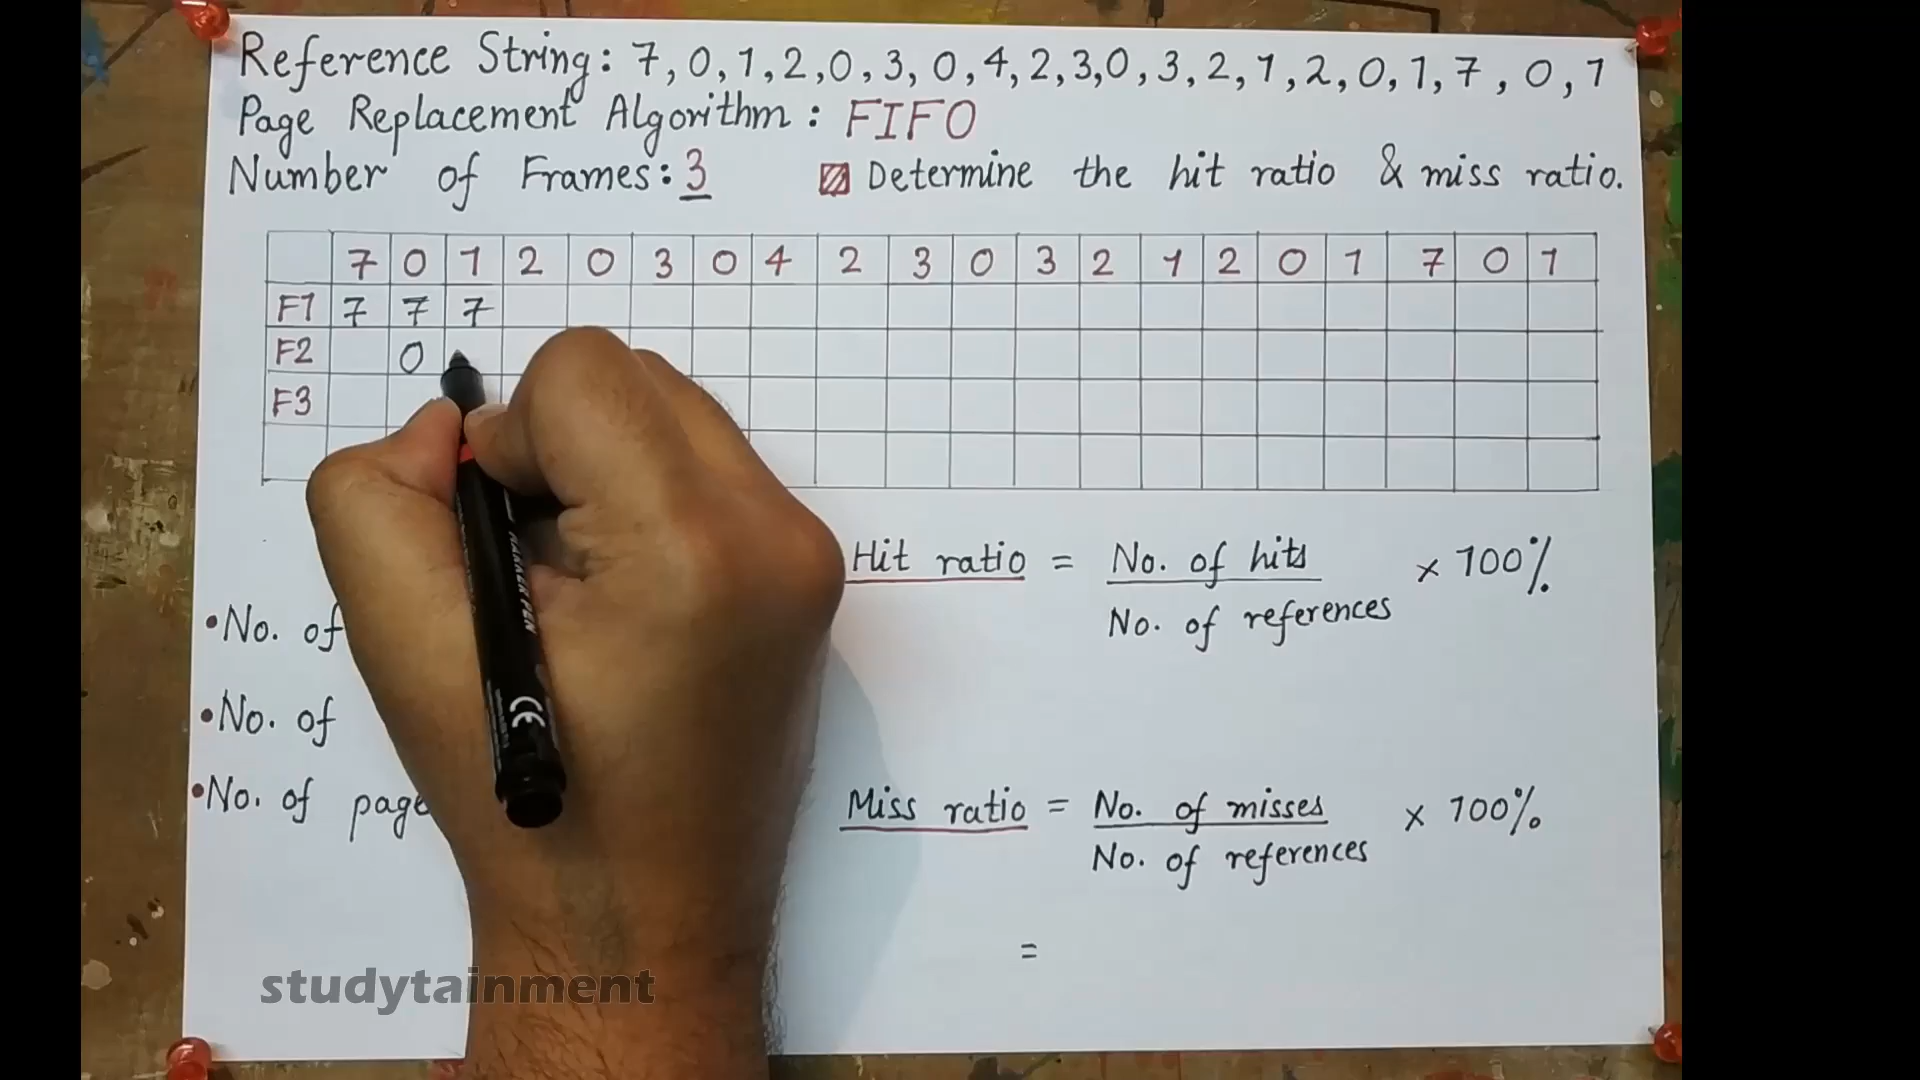 Reference String: 7, 0, 1, 2, 0, 3, 0, 4, 2, 3, 0, 3, 2, 1, 2, 0, 1, 7, 0, 1
Page Replacement Algorithm: FIFO
Number of Frames: 3 Determine the hit ratio & miss ratio.
7 0 1 2 0 3 0 4 2 3 0 3 2 1 2 0 1 7 0 1
F1 7 7 7
F2 0
F3
Hit ratio = No. of hits × 100%
No. of references
• No. of
• No. of
• No. of page
Miss ratio = No. of misses × 100%
No. of references
=
MARKER PEN
CE
studytainment